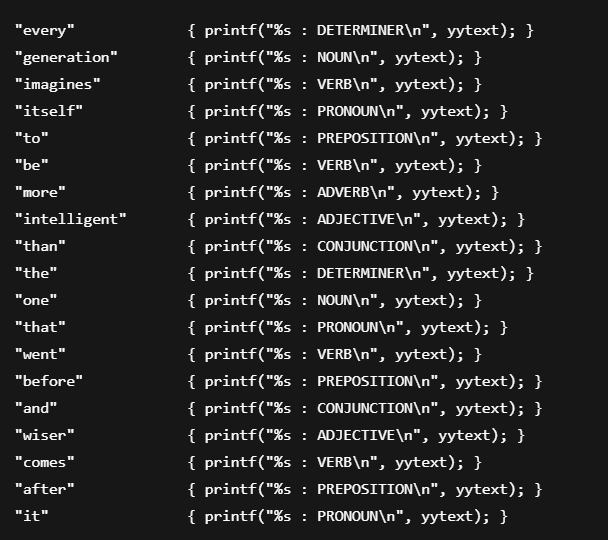 "every" { printf("%s : DETERMINER\n", yytext); }
"generation" { printf("%s : NOUN\n", yytext); }
"imagines" { printf("%s : VERB\n", yytext); }
"itself" { printf("%s : PRONOUN\n", yytext); }
"to" { printf("%s : PREPOSITION\n", yytext); }
"be" { printf("%s : VERB\n", yytext); }
"more" { printf("%s : ADVERB\n", yytext); }
"intelligent" { printf("%s : ADJECTIVE\n", yytext); }
"than" { printf("%s : CONJUNCTION\n", yytext); }
"the" { printf("%s : DETERMINER\n", yytext); }
"one" { printf("%s : NOUN\n", yytext); }
"that" { printf("%s : PRONOUN\n", yytext); }
"went" { printf("%s : VERB\n", yytext); }
"before" { printf("%s : PREPOSITION\n", yytext); }
"and" { printf("%s : CONJUNCTION\n", yytext); }
"wiser" { printf("%s : ADJECTIVE\n", yytext); }
"comes" { printf("%s : VERB\n", yytext); }
"after" { printf("%s : PREPOSITION\n", yytext); }
"it" { printf("%s : PRONOUN\n", yytext); }